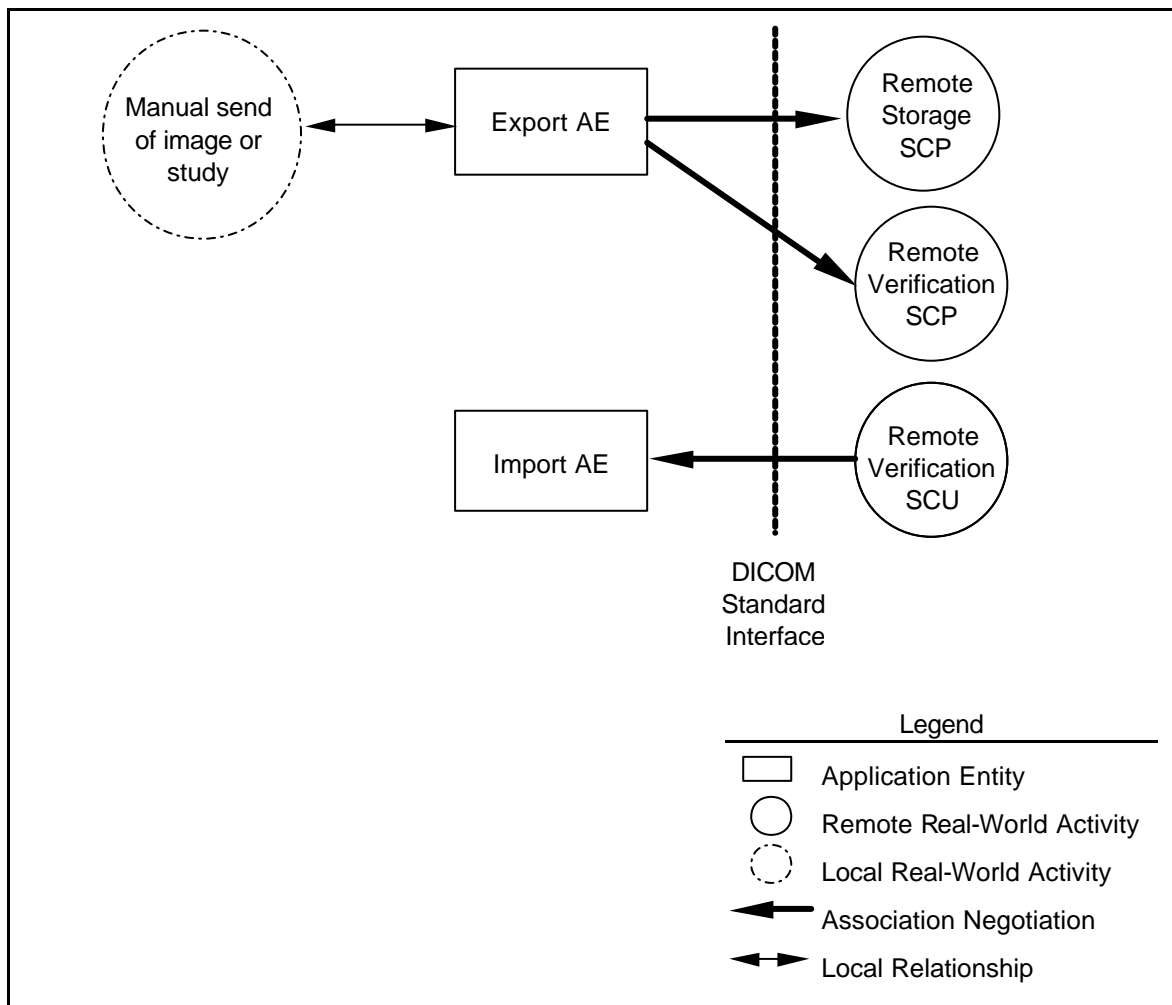 Manual send
of image or
study
Export AE
Remote
Storage
SCP
Remote
Verification
SCP
Import AE
Remote
Verification
SCU
DICOM
Standard
Interface
Legend
Application Entity
Remote Real-World Activity
Local Real-World Activity
Association Negotiation
Local Relationship